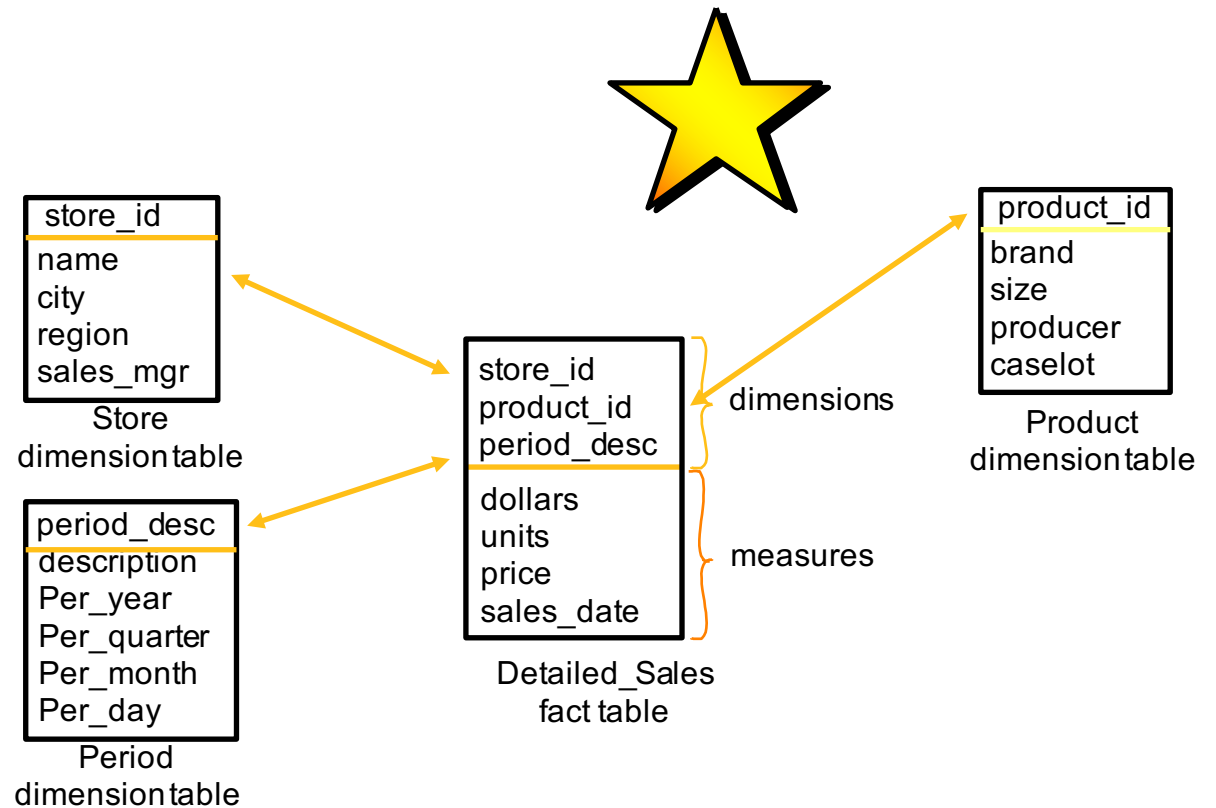 store_id
name
city
region
sales_mgr
Store
dimension table
period_desc
description
Per_year
Per_quarter
Per_month
Per_day
Period
dimension table
store_id
product_id
period_desc
dollars
units
price
sales_date
Detailed_Sales
fact table
dimensions
measures
product_id
brand
size
producer
caselot
Product
dimension table